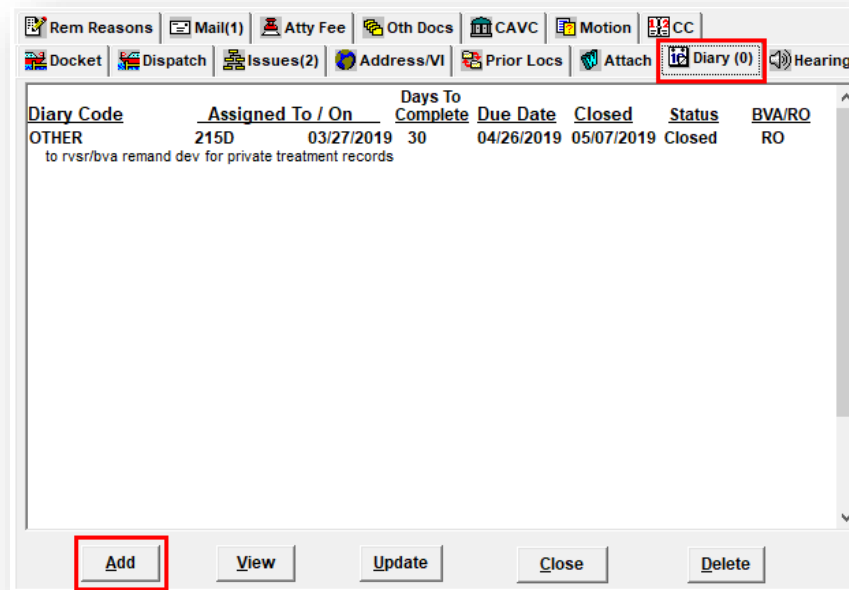 Rem Reasons Mail(1) Atty Fee Oth Docs CAVC Motion CC
Docket Dispatch Issues(2) Address/VI Prior Locs Attach Diary (0) Hearing
Diary Code Assigned To / On Days To Complete Due Date Closed Status BVA/RO
OTHER 215D 03/27/2019 30 04/26/2019 05/07/2019 Closed RO
to rvsr/bva remand dev for private treatment records
Add View Update Close Delete